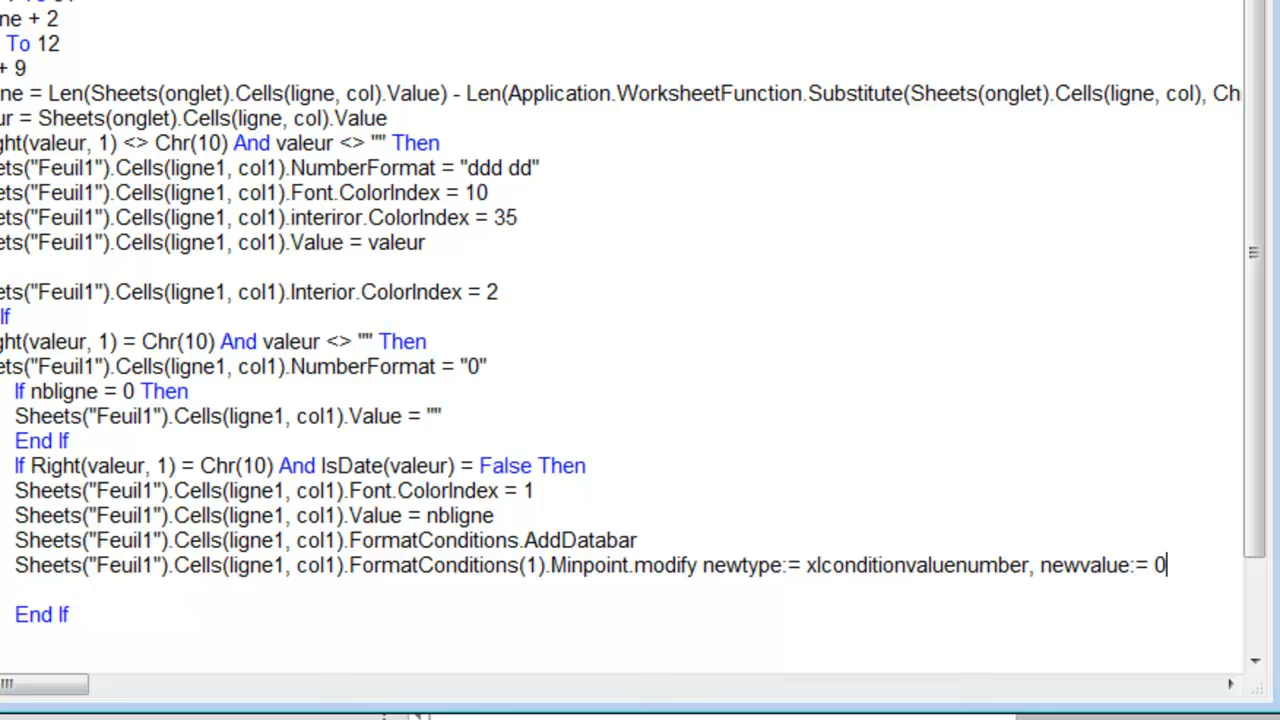 ne + 2
To 12
+ 9
ne = Len(Sheets(onglet).Cells(ligne, col).Value) - Len(Application.WorksheetFunction.Substitute(Sheets(onglet).Cells(ligne, col), Ch
ur = Sheets(onglet).Cells(ligne, col).Value
ght(valeur, 1) <> Chr(10) And valeur <> "" Then
ets("Feuil1").Cells(ligne1, col1).NumberFormat = "ddd dd"
ets("Feuil1").Cells(ligne1, col1).Font.ColorIndex = 10
ets("Feuil1").Cells(ligne1, col1).interiror.ColorIndex = 35
ets("Feuil1").Cells(ligne1, col1).Value = valeur
ets("Feuil1").Cells(ligne1, col1).Interior.ColorIndex = 2
If
ght(valeur, 1) = Chr(10) And valeur <> "" Then
ets("Feuil1").Cells(ligne1, col1).NumberFormat = "0"
If nbligne = 0 Then
Sheets("Feuil1").Cells(ligne1, col1).Value = ""
End If
If Right(valeur, 1) = Chr(10) And IsDate(valeur) = False Then
Sheets("Feuil1").Cells(ligne1, col1).Font.ColorIndex = 1
Sheets("Feuil1").Cells(ligne1, col1).Value = nbligne
Sheets("Feuil1").Cells(ligne1, col1).FormatConditions.AddDatabar
Sheets("Feuil1").Cells(ligne1, col1).FormatConditions(1).Minpoint.modify newtype:= xlconditionvaluenumber, newvalue:= 0
End If